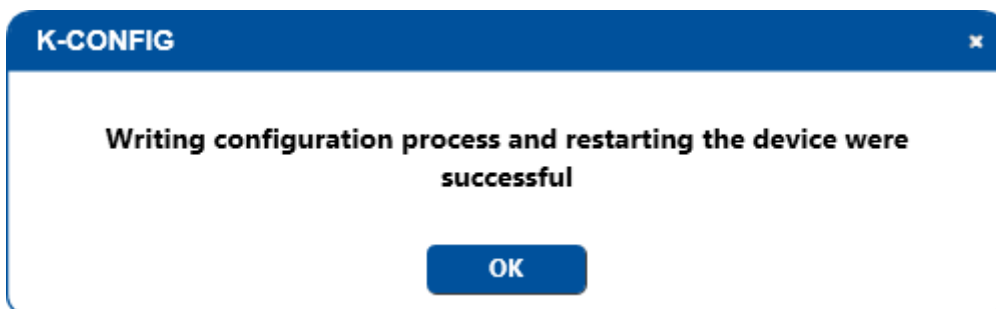 K-CONFIG
Writing configuration process and restarting the device were
successful
OK